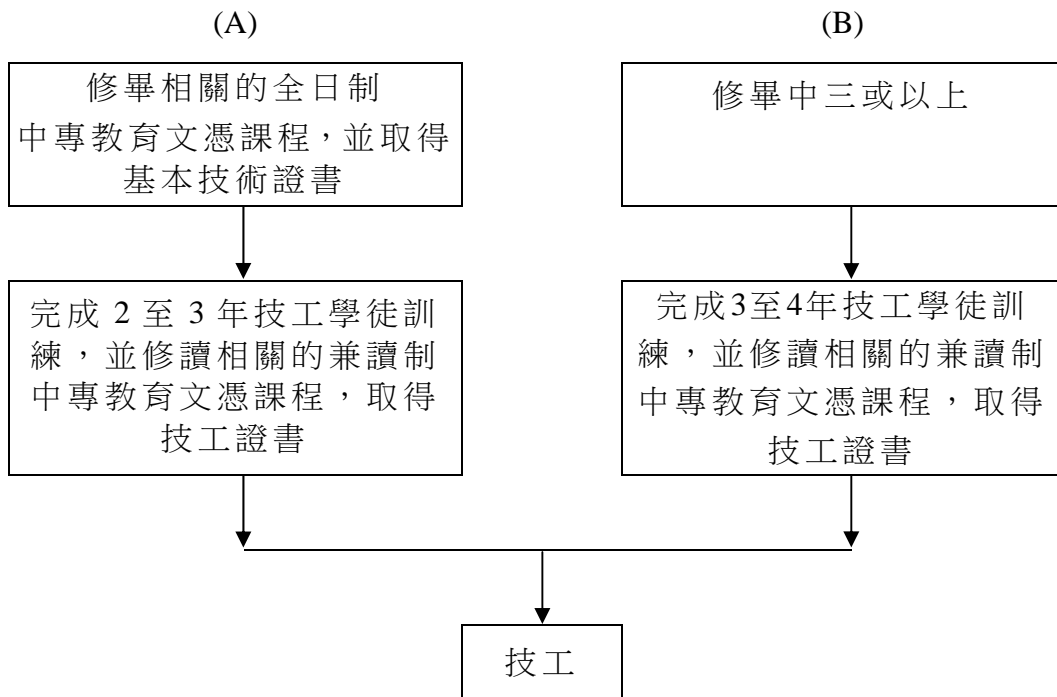 (A)
修畢相關的全日制
中專教育文憑課程，並取得
基本技術證書
完成 2 至 3 年技工學徒訓
練，並修讀相關的兼讀制
中專教育文憑課程，取得
技工證書
(B)
修畢中三或以上
完成3至4年技工學徒訓
練，並修讀相關的兼讀制
中專教育文憑課程，取得
技工證書
技工